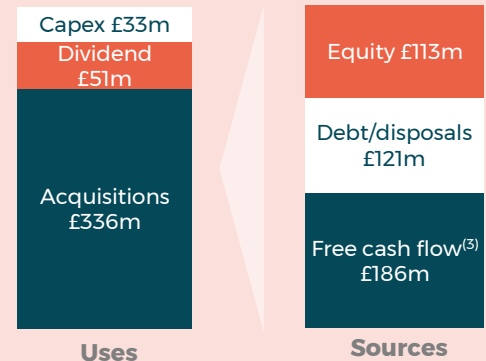 Capex £33m
Dividend
£51m
Acquisitions
£336m
Uses
Equity £113m
Debt/disposals
£121m
Free cash flow(3)
£186m
Sources